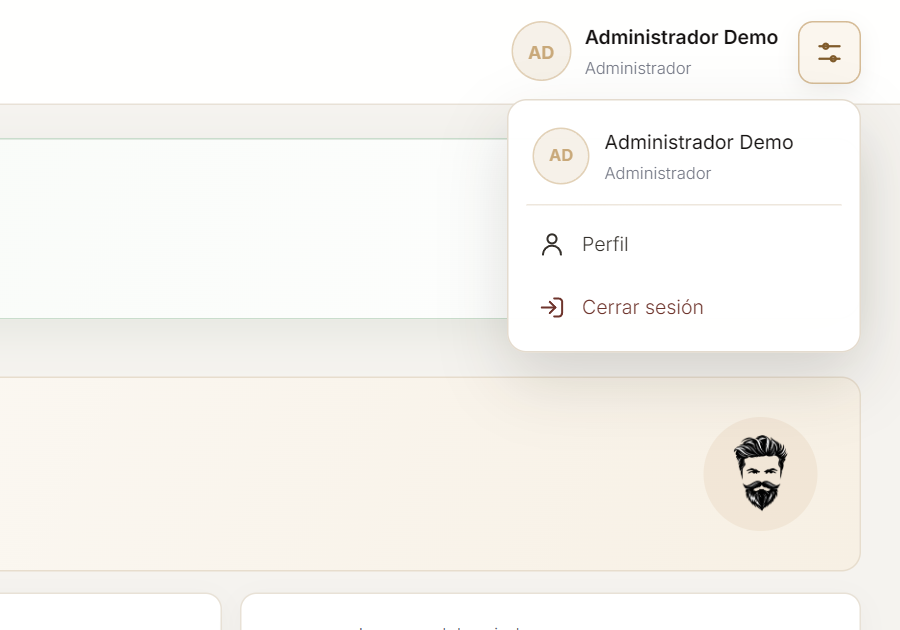 AD
Administrador Demo
Administrador
AD
Administrador Demo
Administrador
Perfil
Cerrar sesión